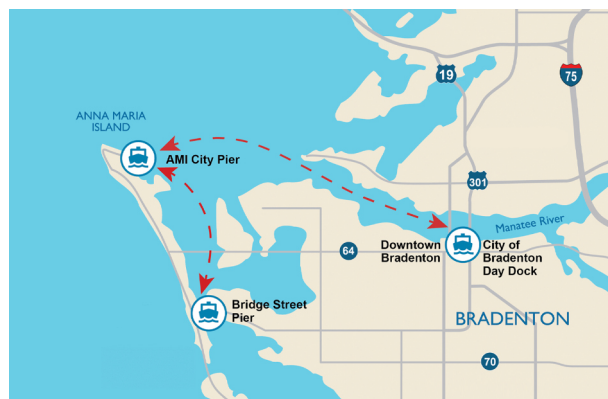 19
75
ANNA MARIA
ISLAND
AMI City Pier
301
Manatee River
Downtown
Bradenton
City of
Bradenton
Day Dock
64
Bridge Street
Pier
BRADENTON
70